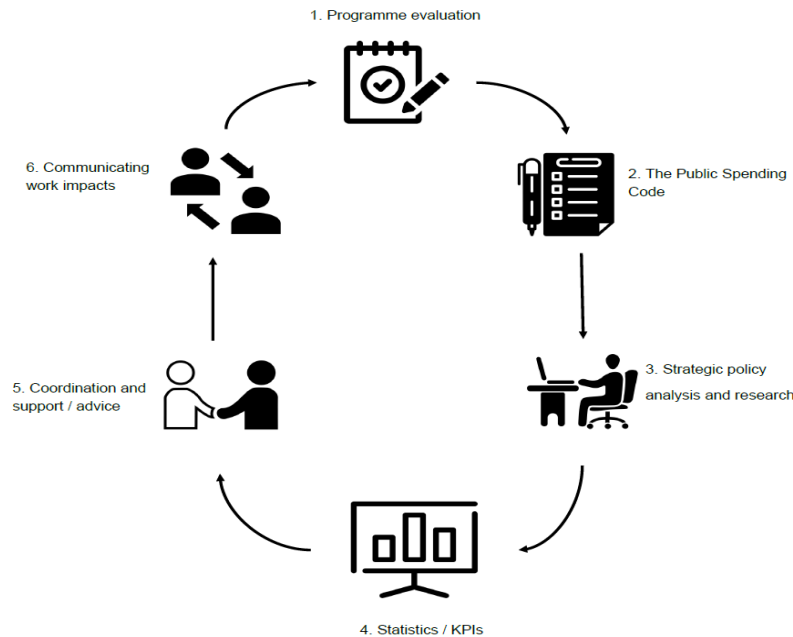 1. Programme evaluation
2. The Public Spending
Code
3. Strategic policy
analysis and research
4. Statistics / KPIs
5. Coordination and
support / advice
6. Communicating
work impacts